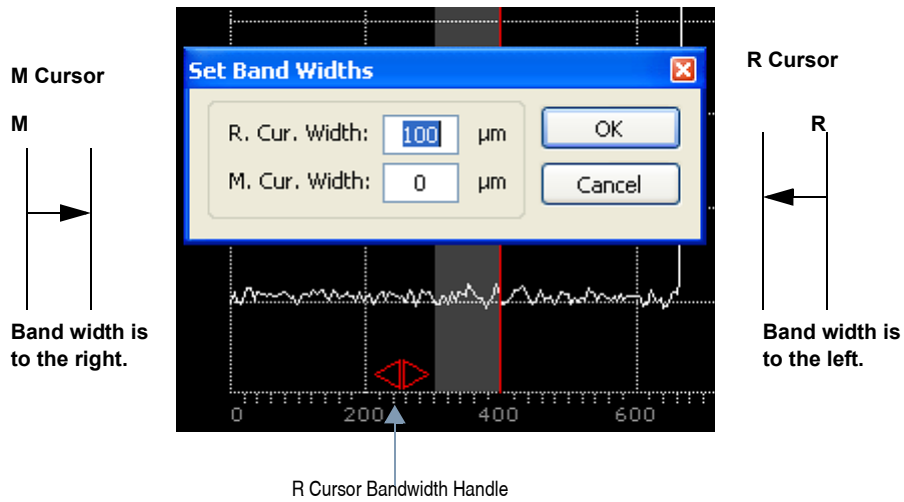 M Cursor
M
Band width is
to the right.
Set Band Widths
R. Cur. Width: 100 µm
M. Cur. Width: 0 µm
OK
Cancel
0 200 400 600
R Cursor
R
Band width is
to the left.
R Cursor Bandwidth Handle